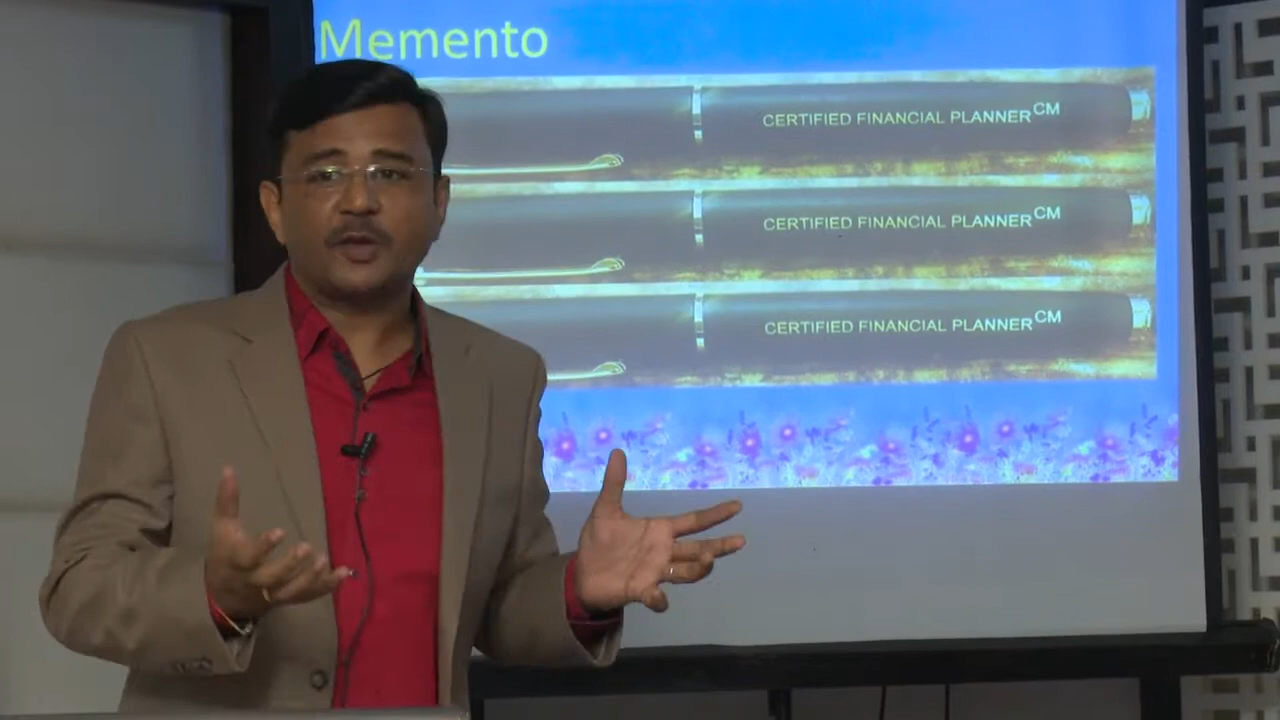 Memento
CERTIFIED FINANCIAL PLANNER CM
CERTIFIED FINANCIAL PLANNER CM
CERTIFIED FINANCIAL PLANNER CM